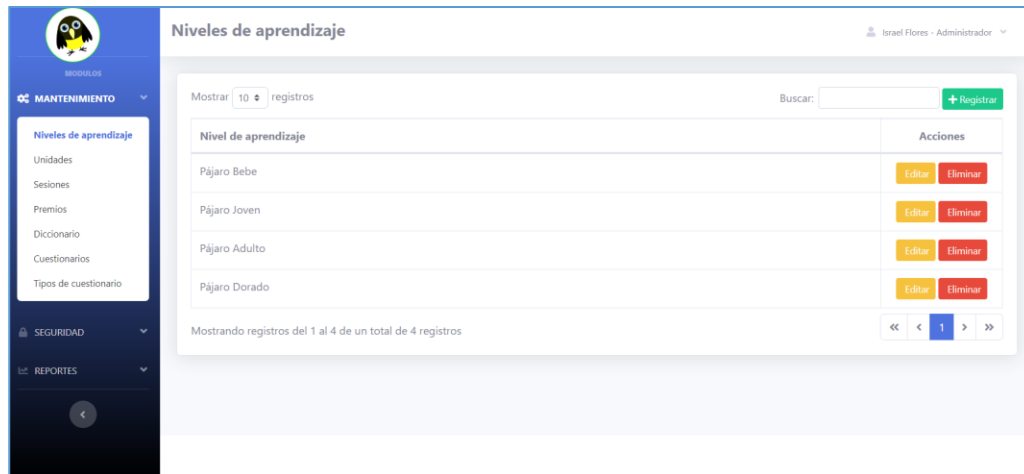 Niveles de aprendizaje
Israel Flores - Administrador
MODULOS
MANTENIMIENTO
Niveles de aprendizaje
Unidades
Sesiones
Premios
Diccionario
Cuestionarios
Tipos de cuestionario
SEGURIDAD
REPORTES
Mostrar 10 registros
Buscar:
+ Registrar
Nivel de aprendizaje Acciones
Pájaro Bebe Editar Eliminar
Pájaro Joven Editar Eliminar
Pájaro Adulto Editar Eliminar
Pájaro Dorado Editar Eliminar
Mostrando registros del 1 al 4 de un total de 4 registros
« < 1 > »